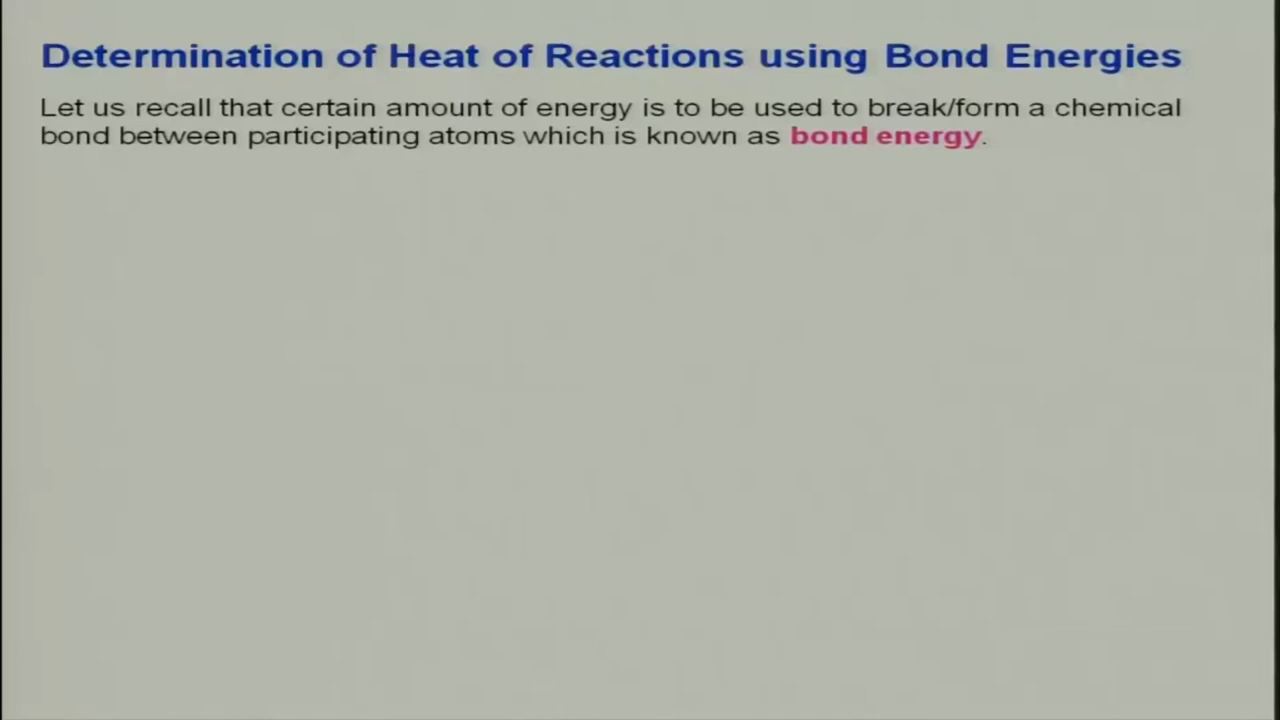 Determination of Heat of Reactions using Bond Energies
Let us recall that certain amount of energy is to be used to break/form a chemical
bond between participating atoms which is known as bond energy.